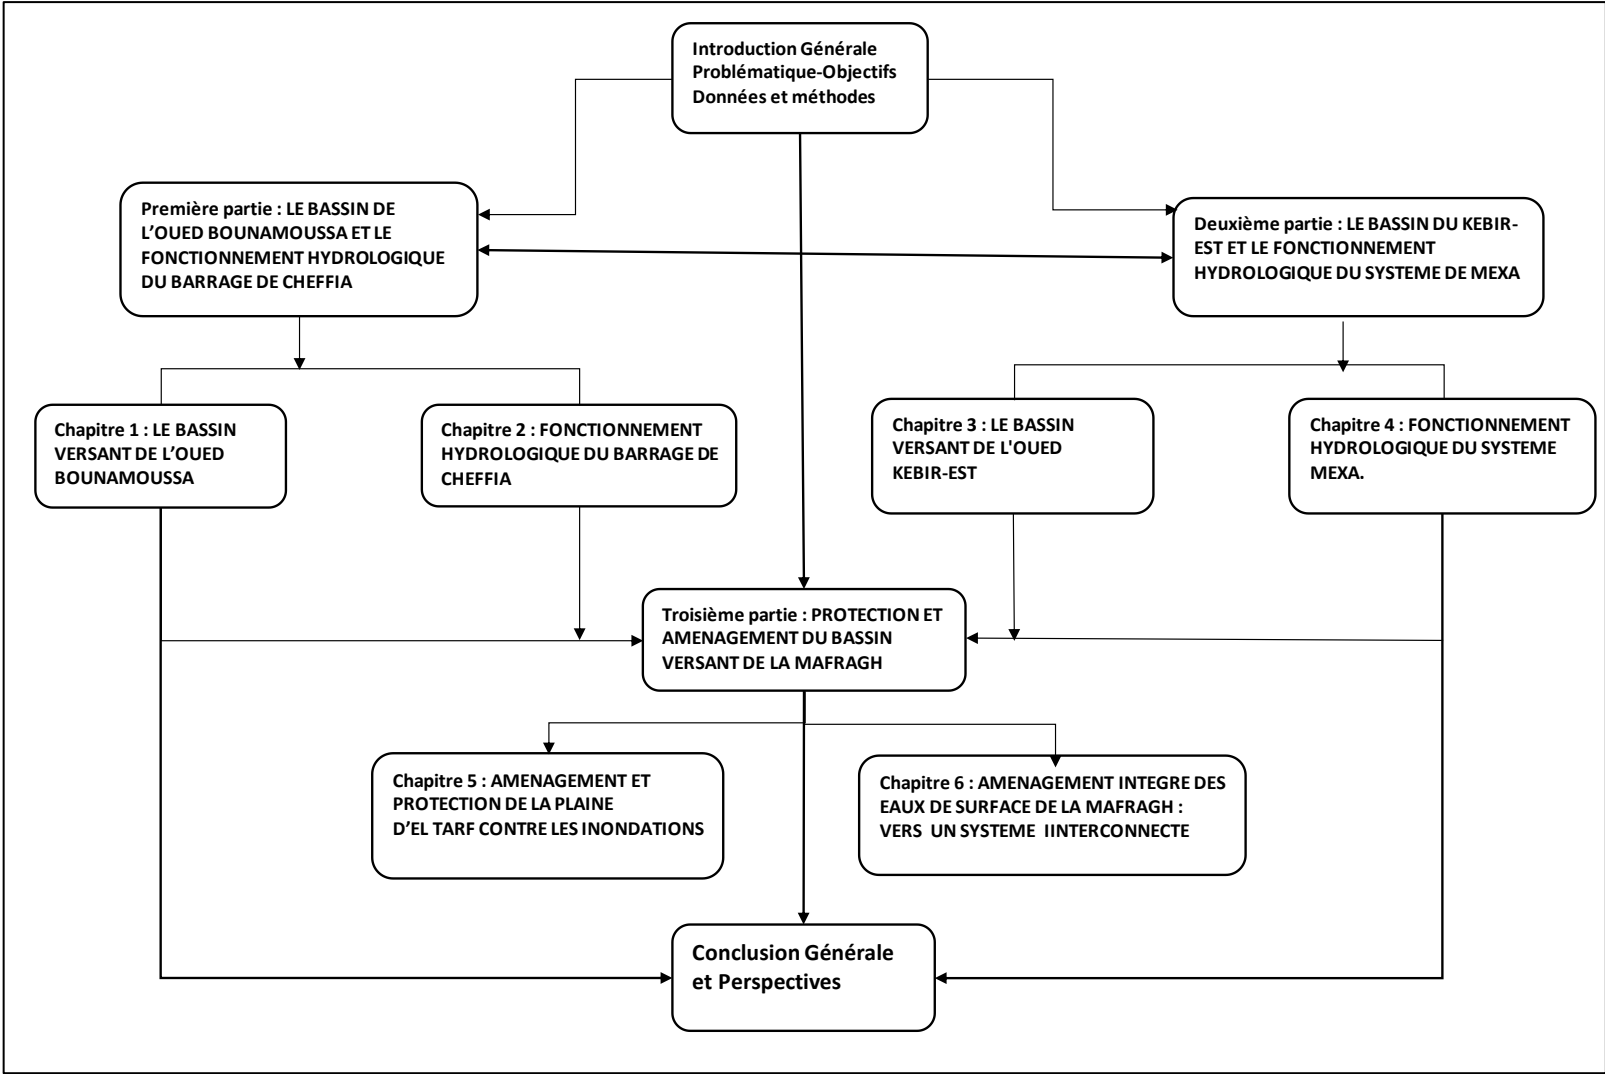 Introduction Générale
Problématique-Objectifs
Données et méthodes
Première partie : LE BASSIN DE
L’OUED BOUNAMOUSSA ET LE
FONCTIONNEMENT HYDROLOGIQUE
DU BARRAGE DE CHEFFIA
Deuxième partie : LE BASSIN DU KEBIR-
EST ET LE FONCTIONNEMENT
HYDROLOGIQUE DU SYSTEME DE MEXA
Chapitre 1 : LE BASSIN
VERSANT DE L’OUED
BOUNAMOUSSA
Chapitre 2 : FONCTIONNEMENT
HYDROLOGIQUE DU BARRAGE DE
CHEFFIA
Chapitre 3 : LE BASSIN
VERSANT DE L'OUED
KEBIR-EST
Chapitre 4 : FONCTIONNEMENT
HYDROLOGIQUE DU SYSTEME
MEXA.
Troisième partie : PROTECTION ET
AMENAGEMENT DU BASSIN
VERSANT DE LA MAFRAGH
Chapitre 5 : AMENAGEMENT ET
PROTECTION DE LA PLAINE
D’EL TARF CONTRE LES INONDATIONS
Chapitre 6 : AMENAGEMENT INTEGRE DES
EAUX DE SURFACE DE LA MAFRAGH :
VERS UN SYSTEME IINTERCONNECTE
Conclusion Générale
et Perspectives